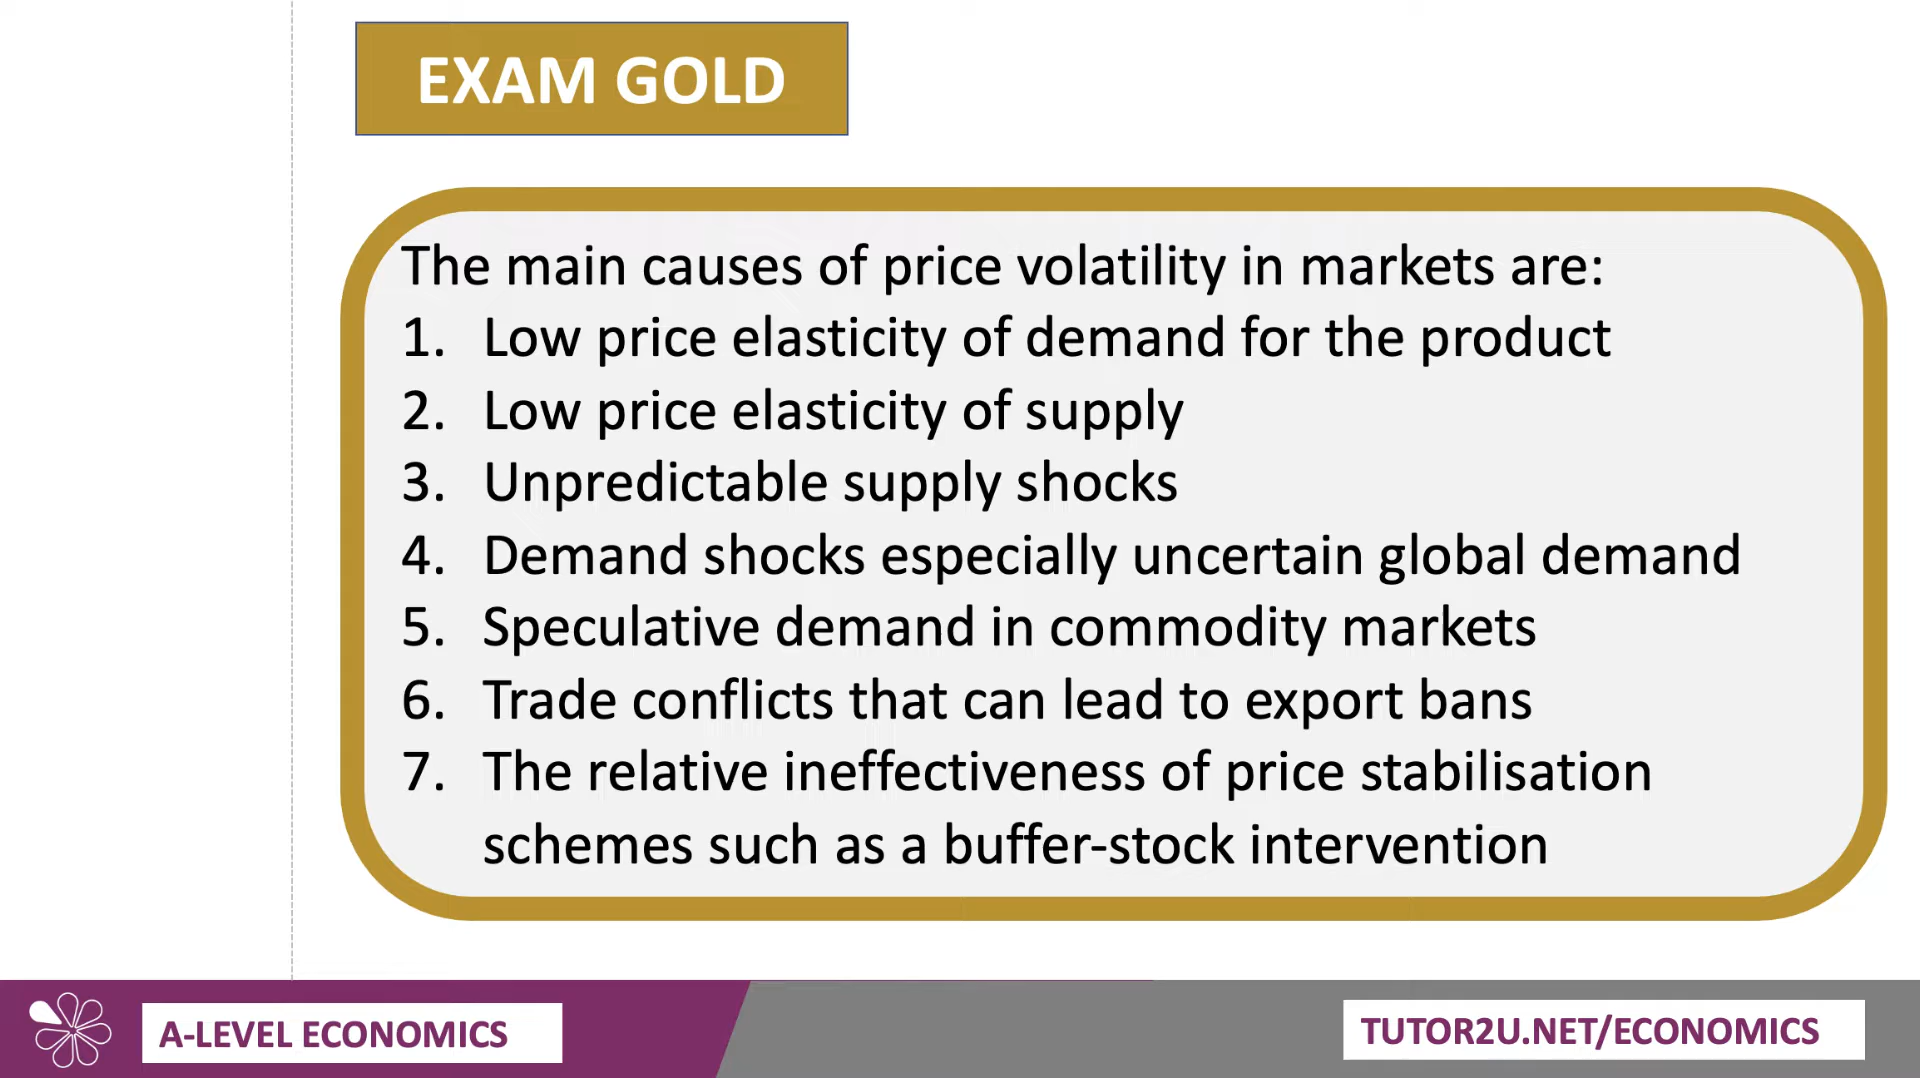 EXAM GOLD
The main causes of price volatility in markets are:
1. Low price elasticity of demand for the product
2. Low price elasticity of supply
3. Unpredictable supply shocks
4. Demand shocks especially uncertain global demand
5. Speculative demand in commodity markets
6. Trade conflicts that can lead to export bans
7. The relative ineffectiveness of price stabilisation
schemes such as a buffer-stock intervention
A-LEVEL ECONOMICS
TUTOR2U.NET/ECONOMICS